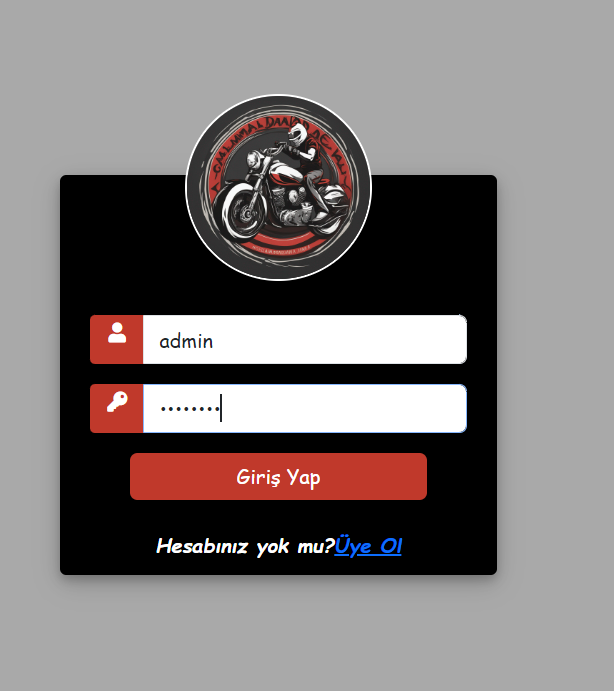 admin
••••••••
Giriş Yap
Hesabınız yok mu?Üye Ol